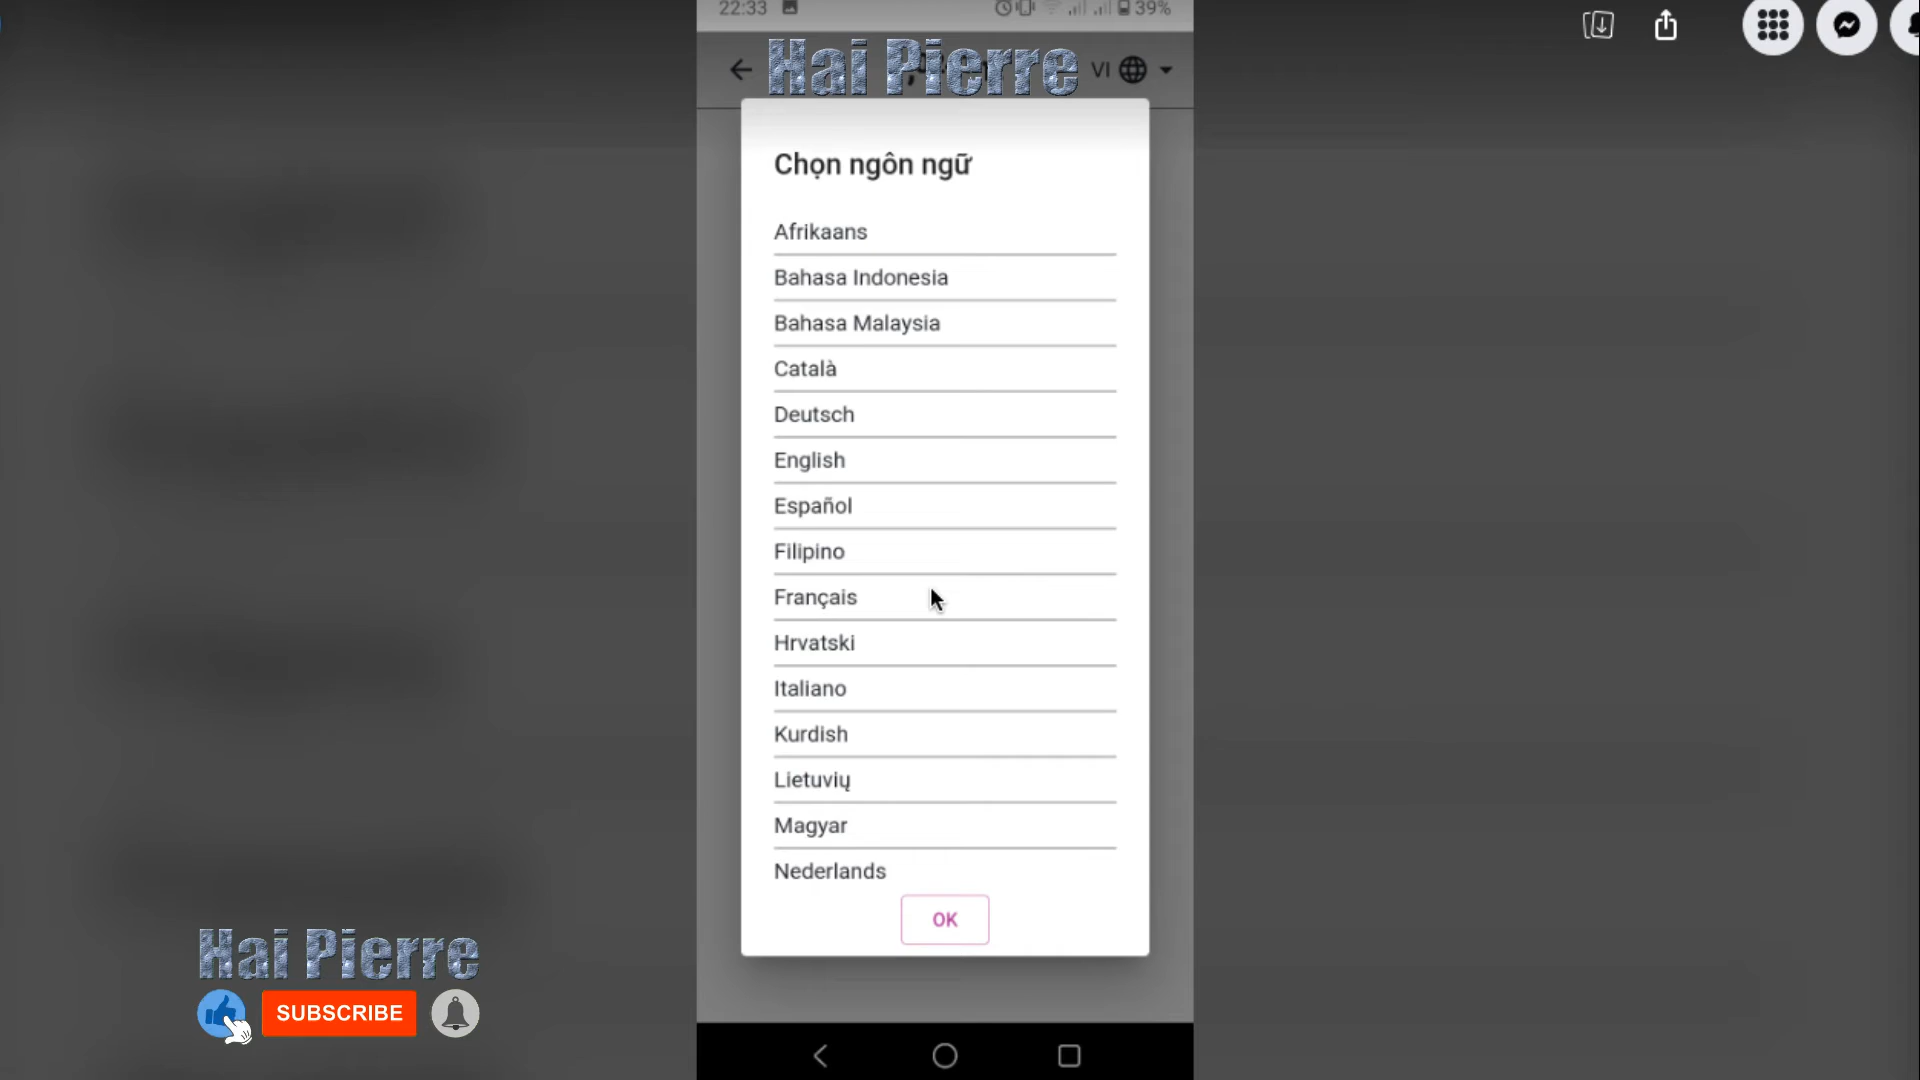 22:33
39%
Hai Pierre
VI
Chọn ngôn ngữ
Afrikaans
Bahasa Indonesia
Bahasa Malaysia
Català
Deutsch
English
Español
Filipino
Français
Hrvatski
Italiano
Kurdish
Lietuvių
Magyar
Nederlands
OK
Hai Pierre
SUBSCRIBE